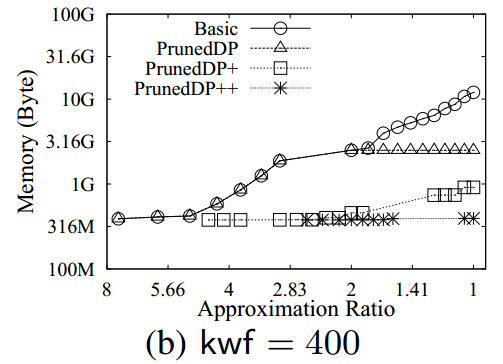 100G
31.6G
10G
3.16G
1G
316M
100M
Memory (Byte)
Basic
PrunedDP
PrunedDP+
PrunedDP++
8 5.66 4 2.83 2 1.41 1
Approximation Ratio
(b) kwf = 400